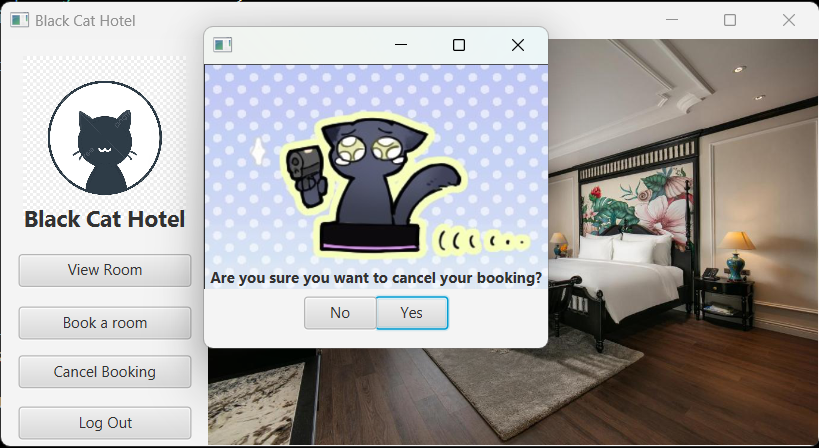 Black Cat Hotel
Black Cat Hotel
View Room
Book a room
Cancel Booking
Log Out
Are you sure you want to cancel your booking?
No
Yes